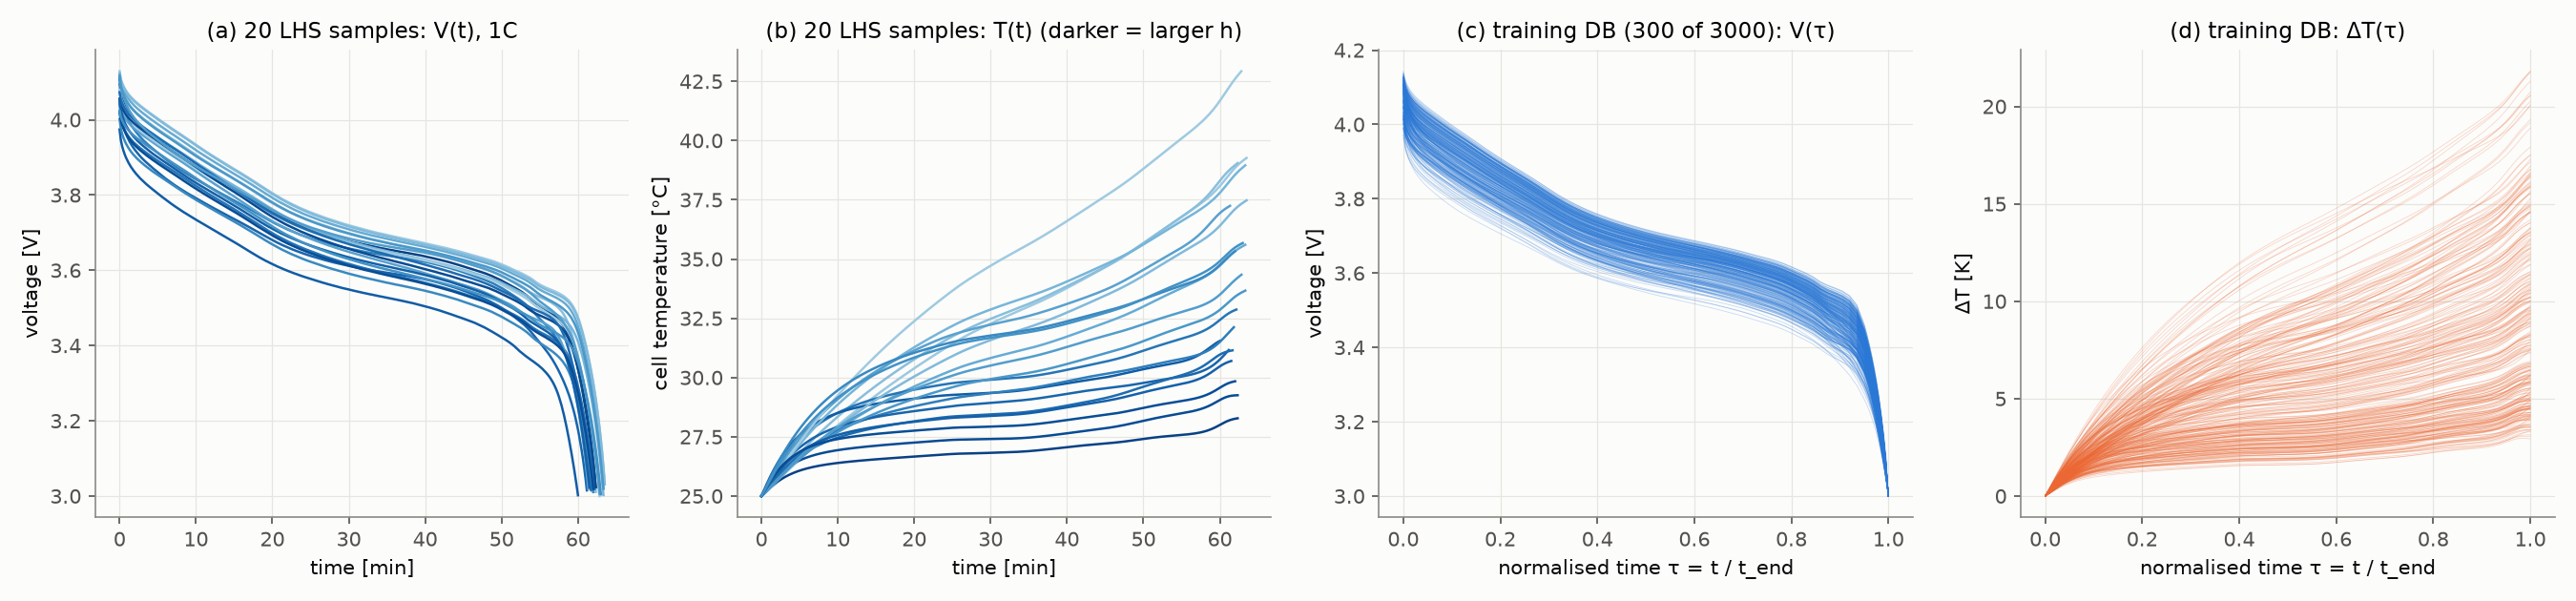 (a) 20 LHS samples: V(t), 1C
voltage [V]
4.0
3.8
3.6
3.4
3.2
3.0
0 10 20 30 40 50 60
time [min]
(b) 20 LHS samples: T(t) (darker = larger h)
cell temperature [°C]
42.5
40.0
37.5
35.0
32.5
30.0
27.5
25.0
0 10 20 30 40 50 60
time [min]
(c) training DB (300 of 3000): V(τ)
voltage [V]
4.2
4.0
3.8
3.6
3.4
3.2
3.0
0.0 0.2 0.4 0.6 0.8 1.0
normalised time τ = t / t_end
(d) training DB: ΔT(τ)
ΔT [K]
20
15
10
5
0
0.0 0.2 0.4 0.6 0.8 1.0
normalised time τ = t / t_end